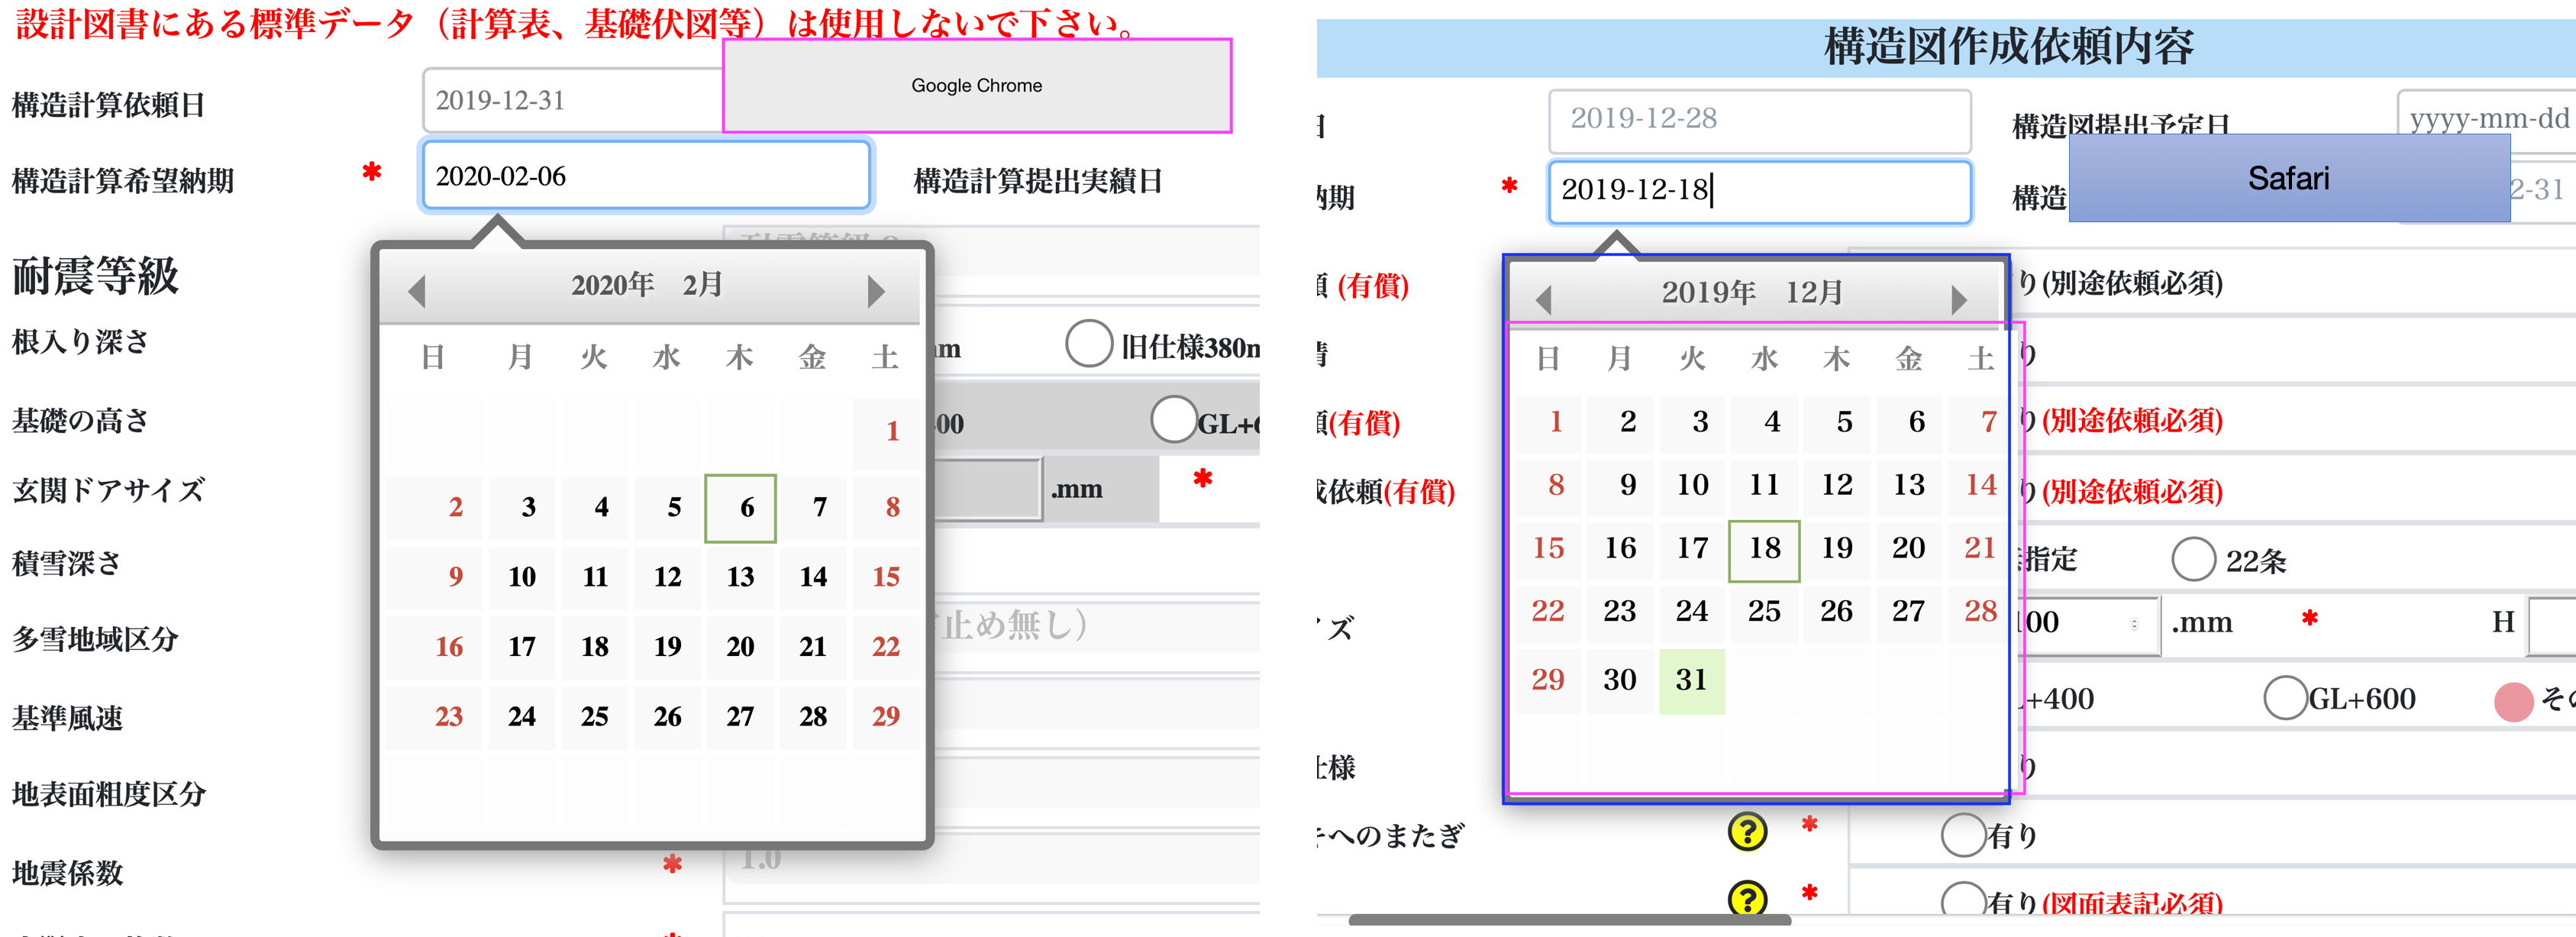 設計図書にある標準データ（計算表、基礎伏図等）は使用しないで下さい。
Google Chrome
構造計算依頼日
2019-12-31
構造計算希望納期
*
2020-02-06
構造計算提出実績日
耐震等級
2020年 2月
日 月 火 水 木 金 土
1
2 3 4 5 6 7 8
9 10 11 12 13 14 15
16 17 18 19 20 21 22
23 24 25 26 27 28 29
根入り深さ
mm
旧仕様380m
基礎の高さ
00
GL+6
玄関ドアサイズ
.mm
*
積雪深さ
多雪地域区分
止め無し）
基準風速
地表面粗度区分
地震係数
*
1.0
構造図作成依頼内容
2019-12-28
構造図提出予定日
yyyy-mm-dd
納期
*
2019-12-18
構造
Safari
2-31
2019年 12月
日 月 火 水 木 金 土
1 2 3 4 5 6 7
8 9 10 11 12 13 14
15 16 17 18 19 20 21
22 23 24 25 26 27 28
29 30 31
(有償)
り(別途依頼必須)
り
(有償)
り(別途依頼必須)
依頼(有償)
り(別途依頼必須)
指定
22条
ズ
00
.mm
*
H
+400
GL+600
その
仕様
り
へのまたぎ
?
*
有り
?
*
有り(図面表記必須)